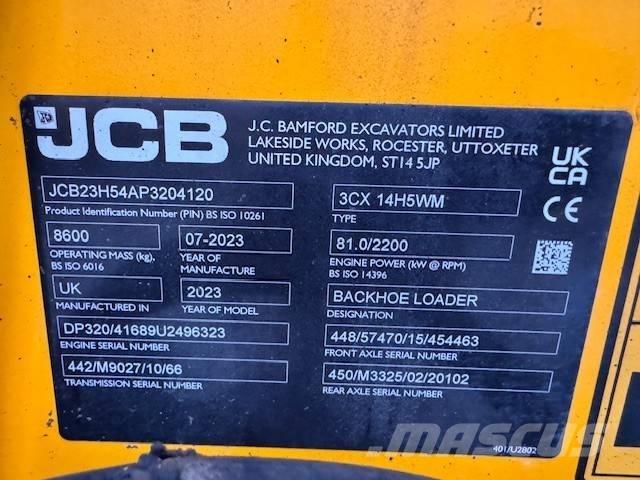 JCB
J.C. BAMFORD EXCAVATORS LIMITED
LAKESIDE WORKS, ROCESTER, UTTOXETER
UNITED KINGDOM, ST14 5JP
UK
CA
CE
JCB23H54AP3204120
Product Identification Number (PIN) BS ISO 10261
8600
OPERATING MASS (kg),
BS ISO 6016
07-2023
YEAR OF
MANUFACTURE
UK
MANUFACTURED IN
2023
YEAR OF MODEL
DP320/41689U2496323
ENGINE SERIAL NUMBER
442/M9027/10/66
TRANSMISSION SERIAL NUMBER
3CX 14H5WM
TYPE
81.0/2200
ENGINE POWER (kW @ RPM)
BS ISO 14396
BACKHOE LOADER
DESIGNATION
448/57470/15/454463
FRONT AXLE SERIAL NUMBER
450/M3325/02/20102
REAR AXLE SERIAL NUMBER
401/U2802
MASCUS